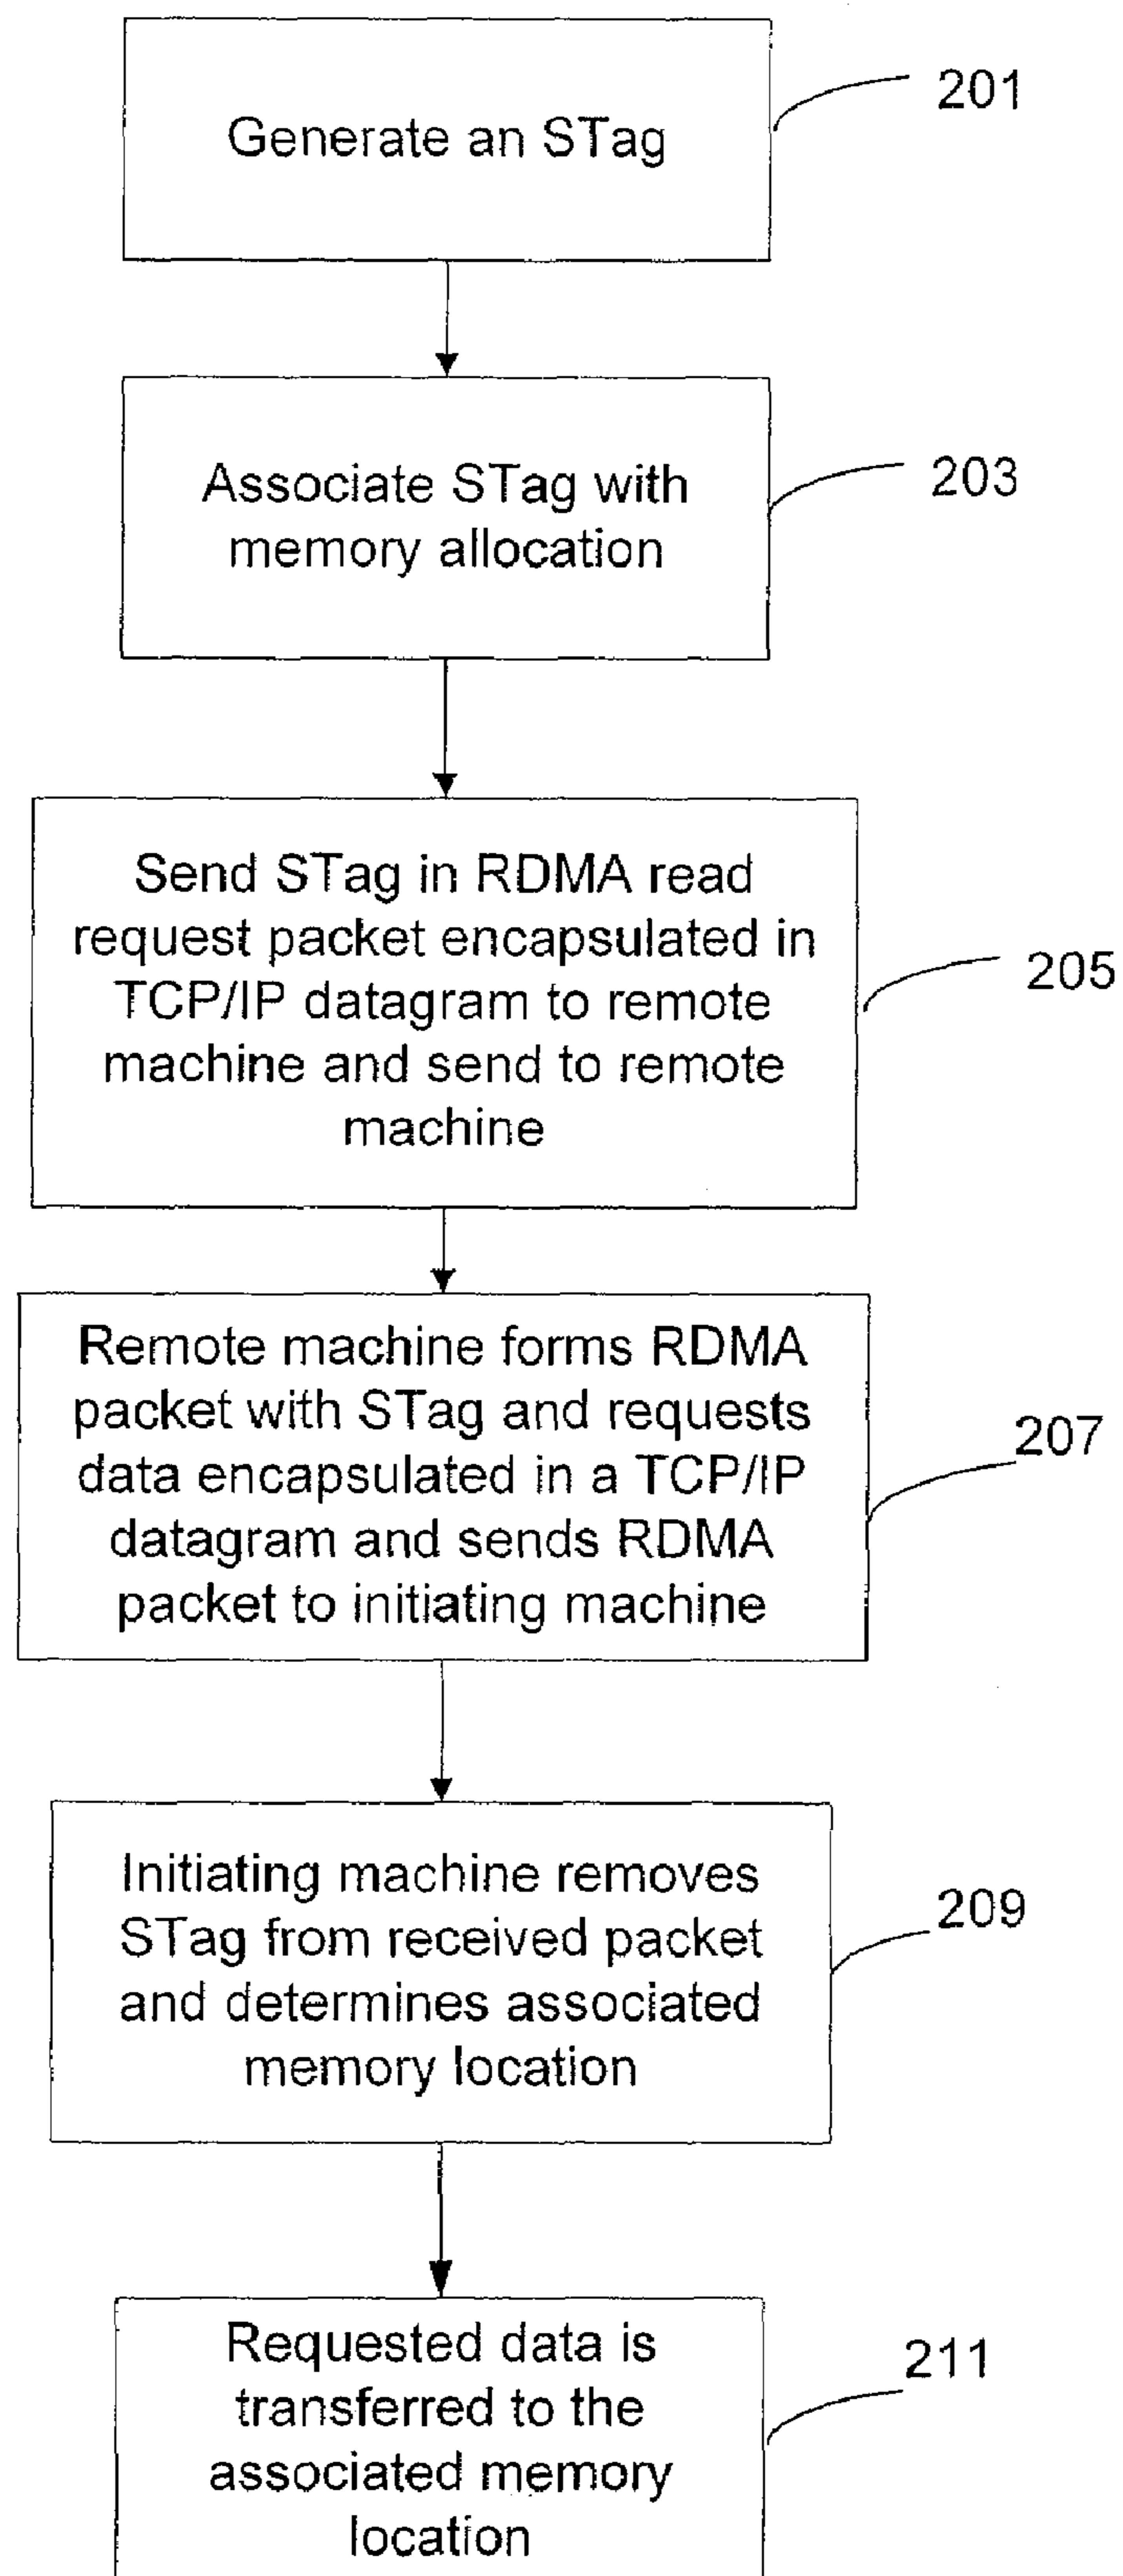 Generate an STag
201
Associate STag with
memory allocation
203
Send STag in RDMA read
request packet encapsulated in
TCP/IP datagram to remote
machine and send to remote
machine
205
Remote machine forms RDMA
packet with STag and requests
data encapsulated in a TCP/IP
datagram and sends RDMA
packet to initiating machine
207
Initiating machine removes
STag from received packet
and determines associated
memory location
209
Requested data is
transferred to the
associated memory
location
211